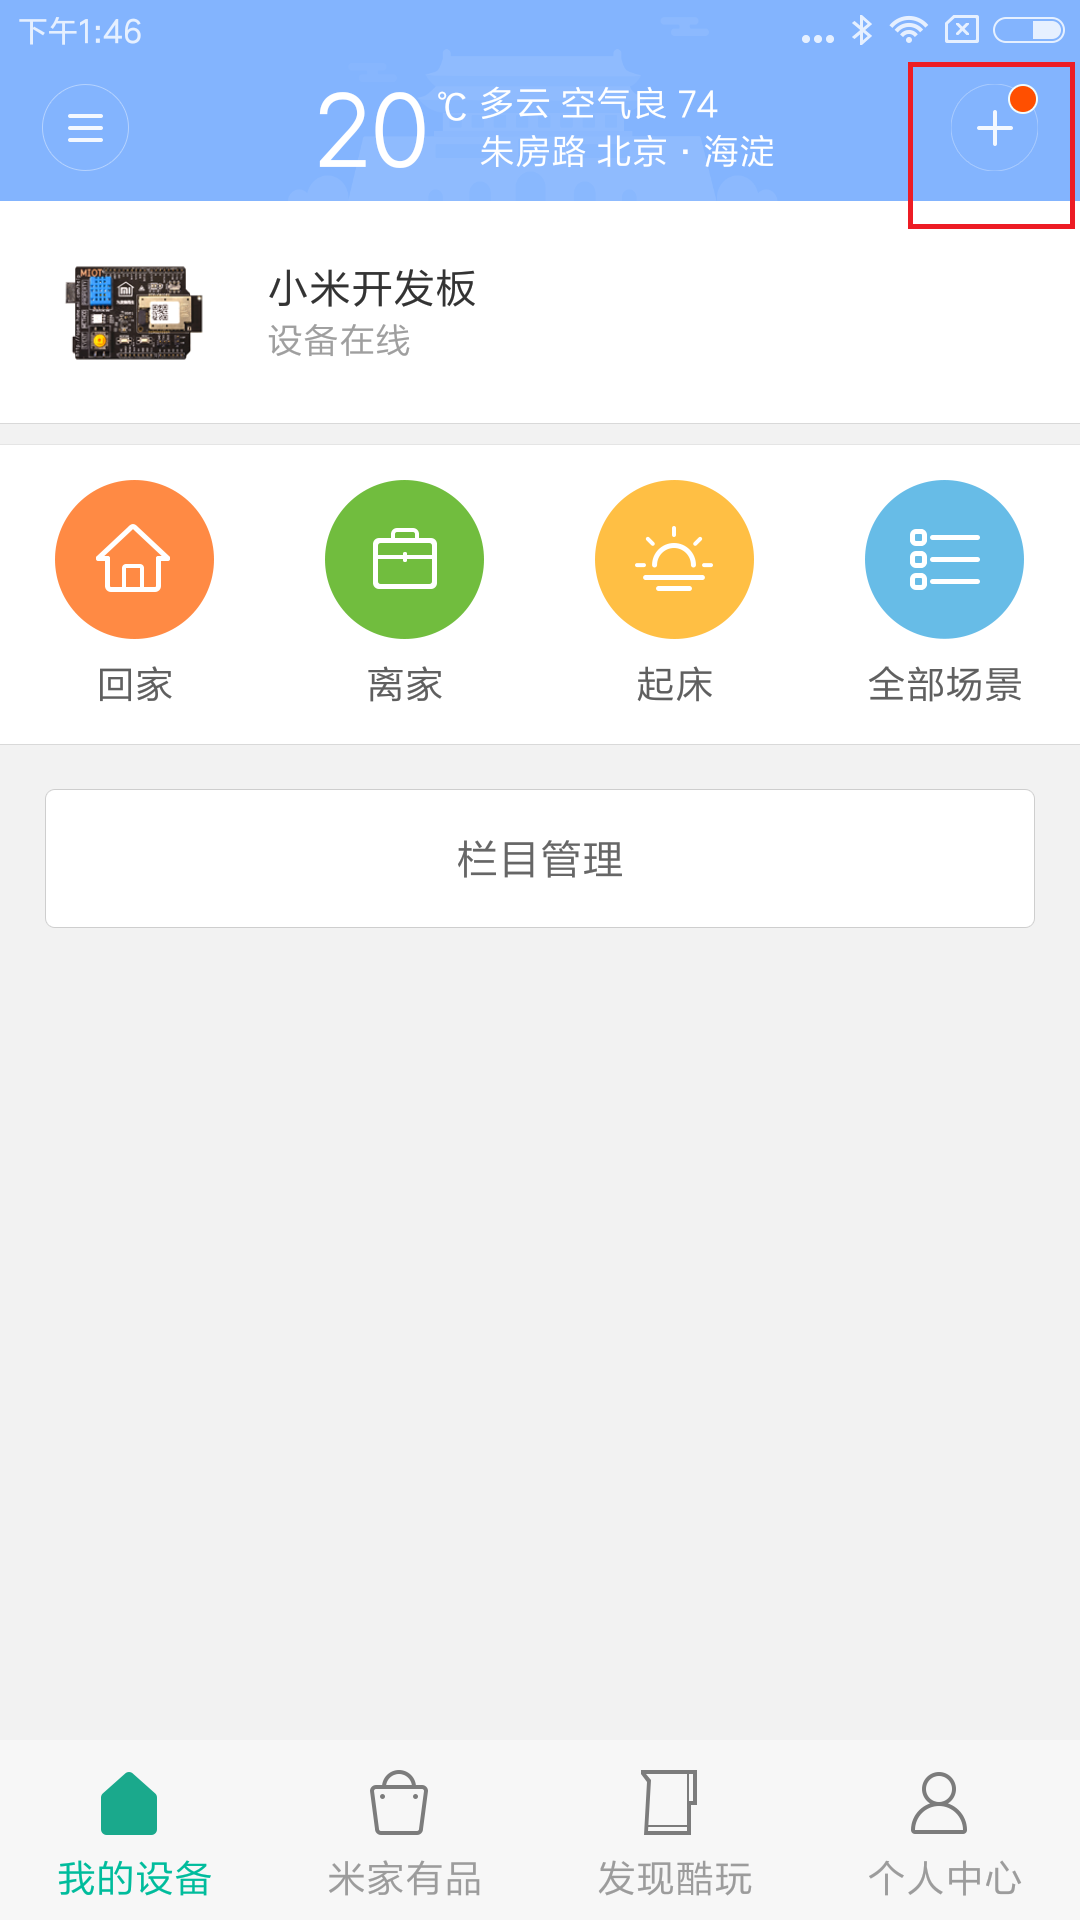 下午1:46
20℃
多云 空气良 74
朱房路 北京 · 海淀
MIOT
小米开发板
设备在线
回家 离家 起床 全部场景
栏目管理
我的设备 米家有品 发现酷玩 个人中心